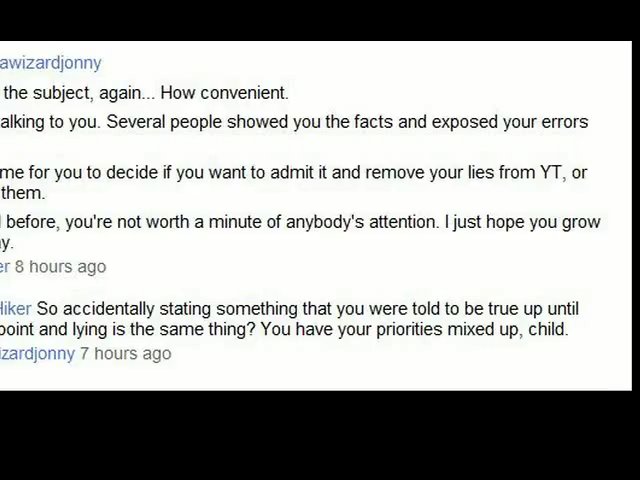 awizardjonny
the subject, again... How convenient.
alking to you. Several people showed you the facts and exposed your errors
me for you to decide if you want to admit it and remove your lies from YT, or
them.
before, you're not worth a minute of anybody's attention. I just hope you grow
y.
er 8 hours ago
Hiker So accidentally stating something that you were told to be true up until
point and lying is the same thing? You have your priorities mixed up, child.
izardjonny 7 hours ago